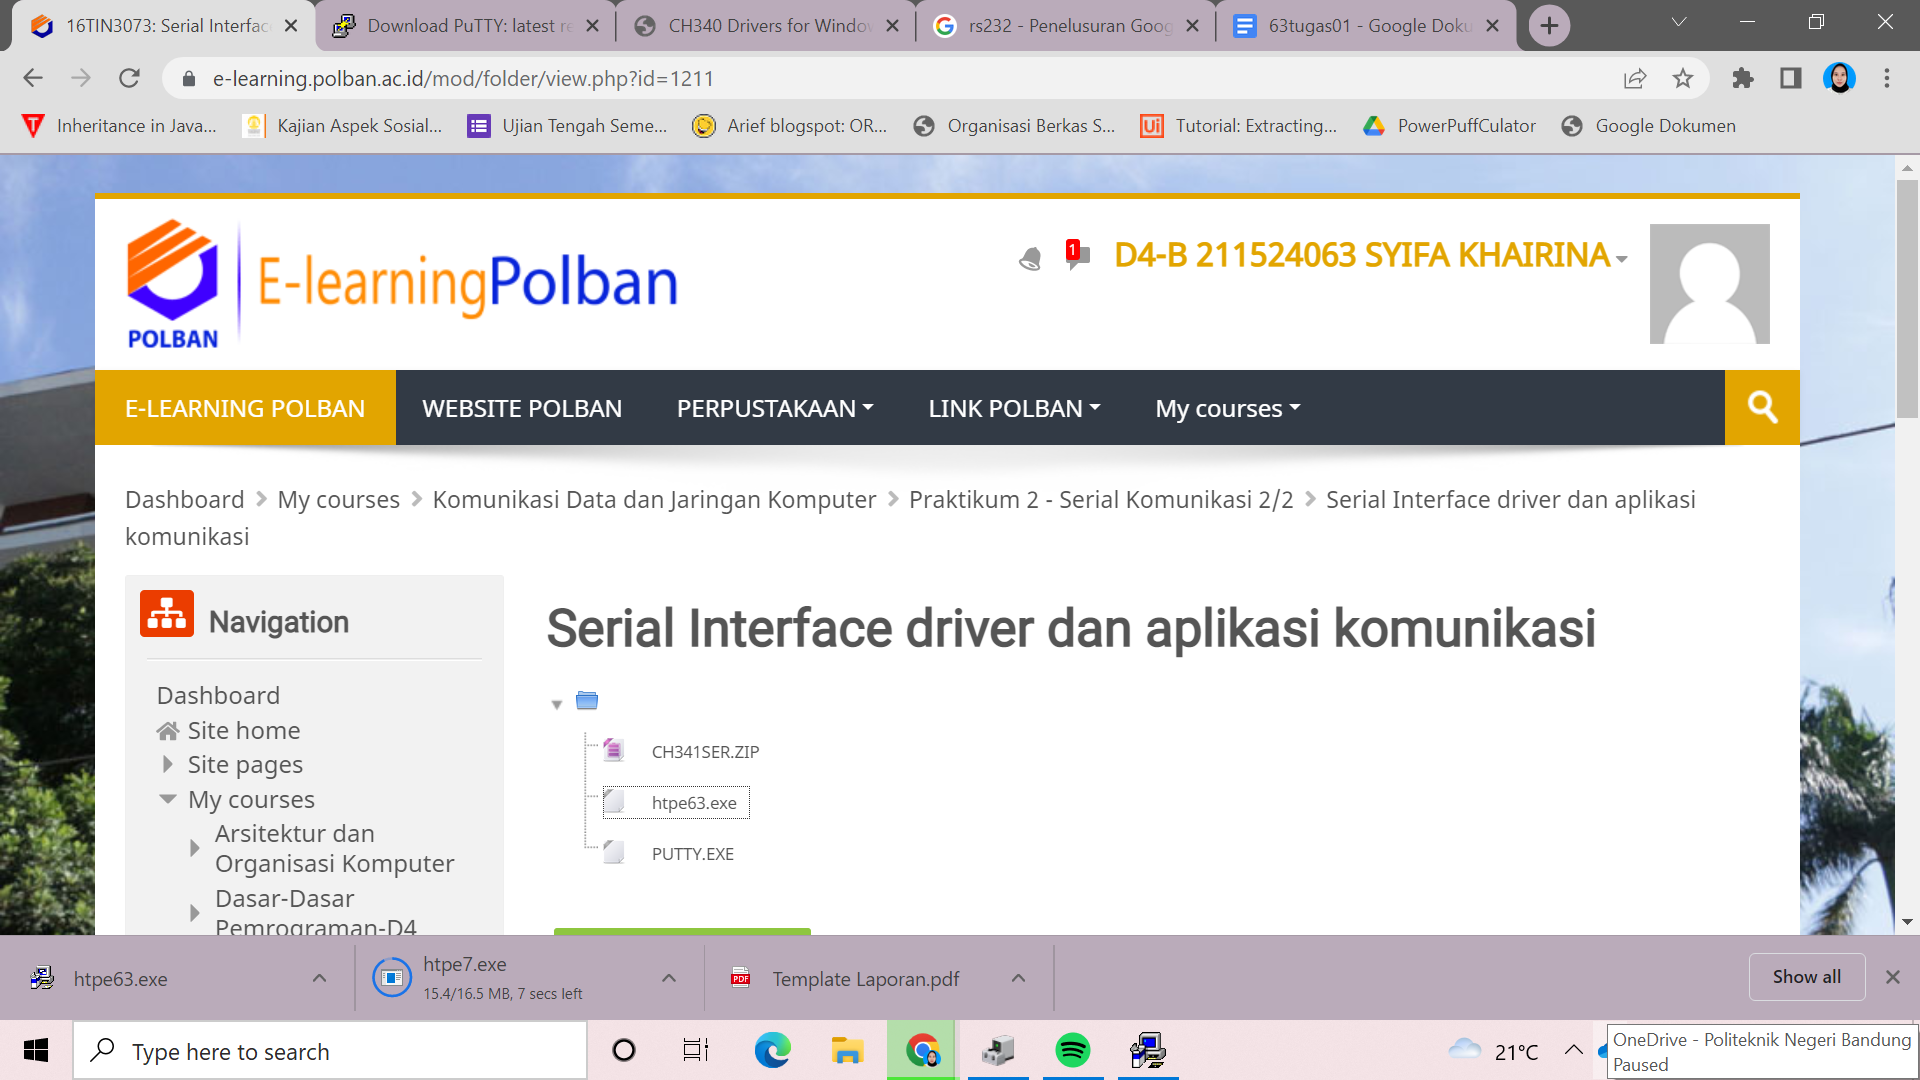 16TIN3073: Serial Interfac
Download PuTTY: latest re
CH340 Drivers for Window
rs232 - Penelusuran Goog
63tugas01 - Google Doku
e-learning.polban.ac.id/mod/folder/view.php?id=1211
Inheritance in Java...
Kajian Aspek Sosial...
Ujian Tengah Seme...
Arief blogspot: OR...
Organisasi Berkas S...
Tutorial: Extracting...
PowerPuffCulator
Google Dokumen
POLBAN
E-learningPolban
1
D4-B 211524063 SYIFA KHAIRINA
E-LEARNING POLBAN
WEBSITE POLBAN
PERPUSTAKAAN
LINK POLBAN
My courses
Dashboard > My courses > Komunikasi Data dan Jaringan Komputer > Praktikum 2 - Serial Komunikasi 2/2 > Serial Interface driver dan aplikasi
komunikasi
Navigation
Dashboard
Site home
Site pages
My courses
Arsitektur dan
Organisasi Komputer
Dasar-Dasar
Pemrograman-D4
Serial Interface driver dan aplikasi komunikasi
CH341SER.ZIP
htpe63.exe
PUTTY.EXE
htpe63.exe
htpe7.exe
15.4/16.5 MB, 7 secs left
PDF
Template Laporan.pdf
Show all
Type here to search
21°C
OneDrive - Politeknik Negeri Bandung
Paused